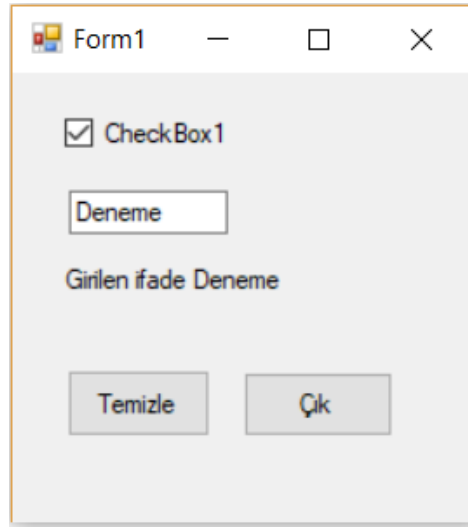 Form1
CheckBox1
Deneme
Girilen ifade Deneme
Temizle Çık